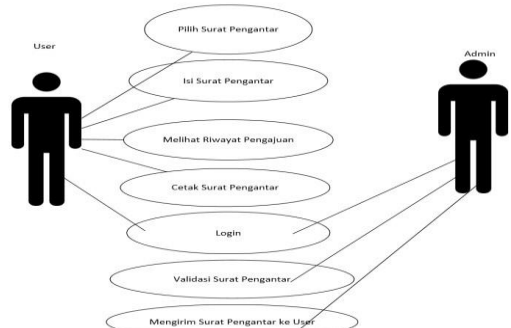 User
Admin
Pilih Surat Pengantar
Isi Surat Pengantar
Melihat Riwayat Pengajuan
Cetak Surat Pengantar
Login
Validasi Surat Pengantar
Mengirim Surat Pengantar ke User